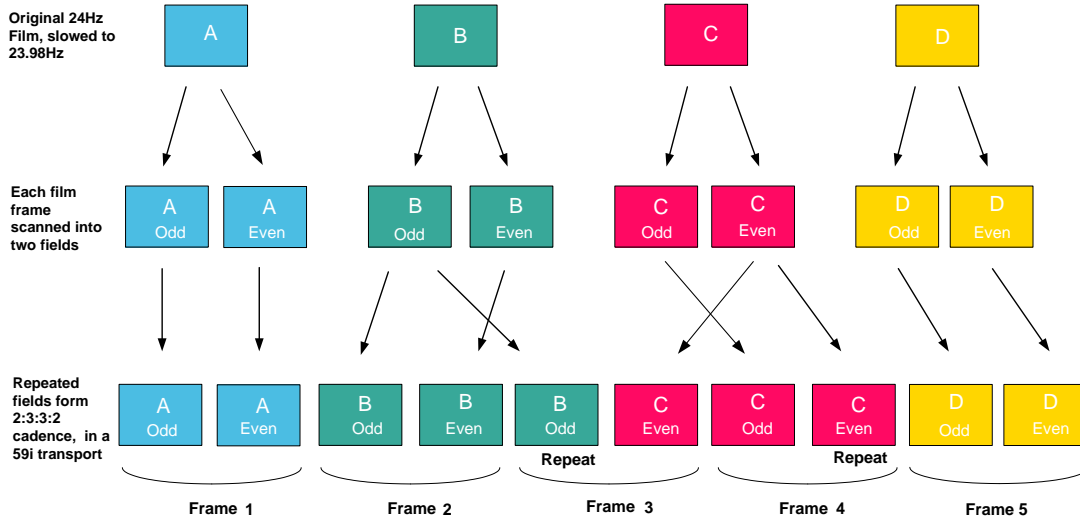 Original 24Hz
Film, slowed to
23.98Hz
A
B
C
D
Each film
frame
scanned into
two fields
A
Odd
A
Even
B
Odd
B
Even
C
Odd
C
Even
D
Odd
D
Even
Repeated
fields form
2:3:3:2
cadence, in a
59i transport
A
Odd
A
Even
B
Odd
B
Even
B
Odd
C
Even
C
Odd
C
Even
D
Odd
D
Even
Repeat
Repeat
Frame 1
Frame 2
Frame 3
Frame 4
Frame 5